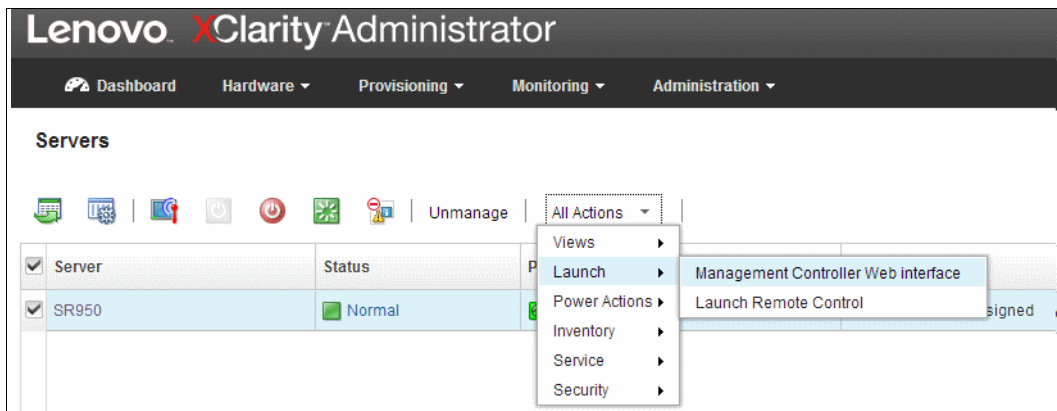 Lenovo. XClarity Administrator
Dashboard Hardware Provisioning Monitoring Administration
Servers
Unmanage All Actions
Views
Server Status P
Launch Management Controller Web interface
Power Actions Launch Remote Control
SR950 Normal signed
Inventory
Service
Security